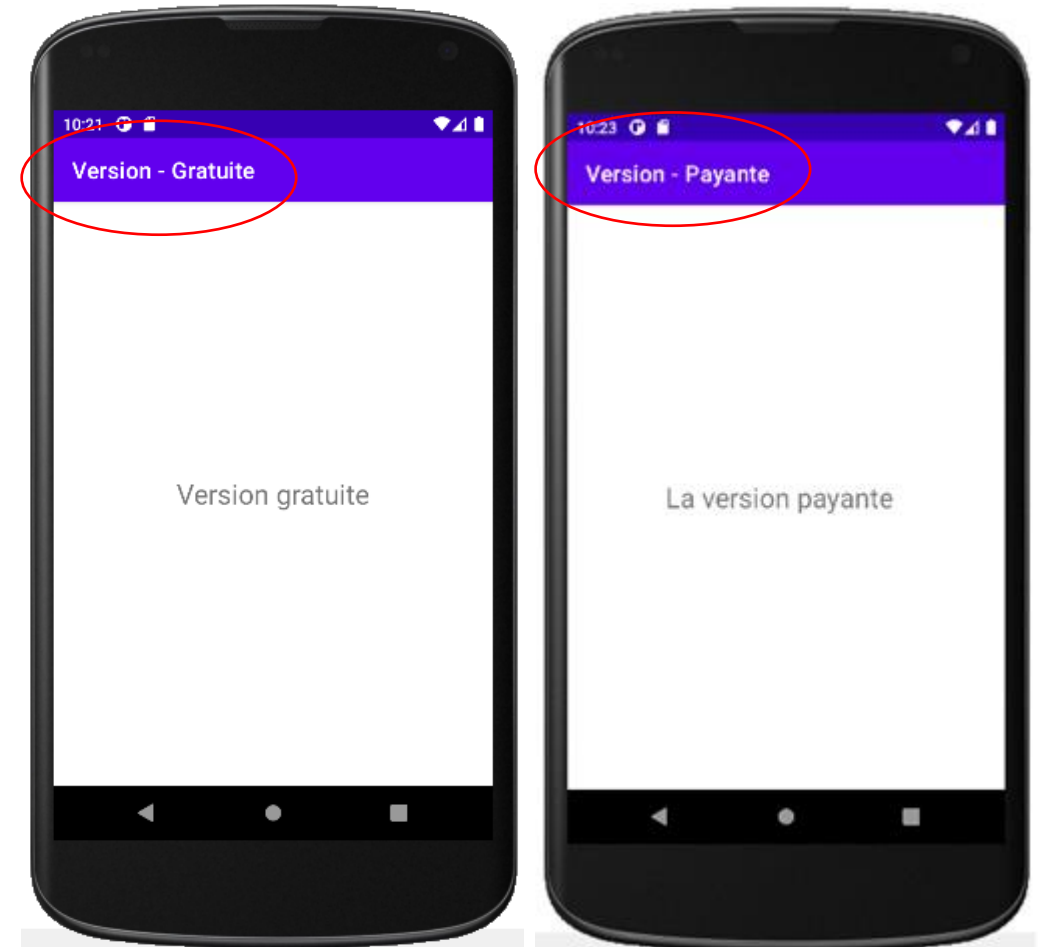 10:21
Version - Gratuite
Version gratuite
10:23
Version - Payante
La version payante